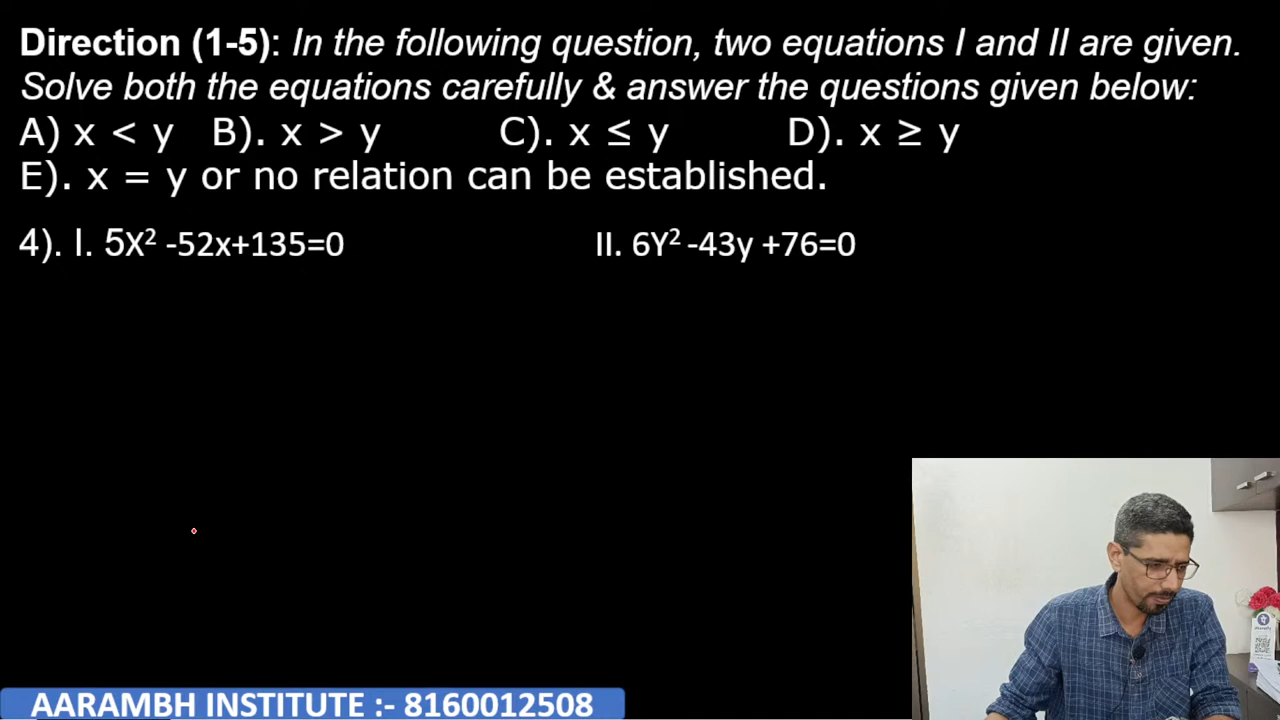 Direction (1-5): In the following question, two equations I and II are given.
Solve both the equations carefully & answer the questions given below:
A) x < y B). x > y C). x ≤ y D). x ≥ y
E). x = y or no relation can be established.
4). I. 5X² -52x+135=0 II. 6Y² -43y +76=0
AARAMBH INSTITUTE :- 8160012508